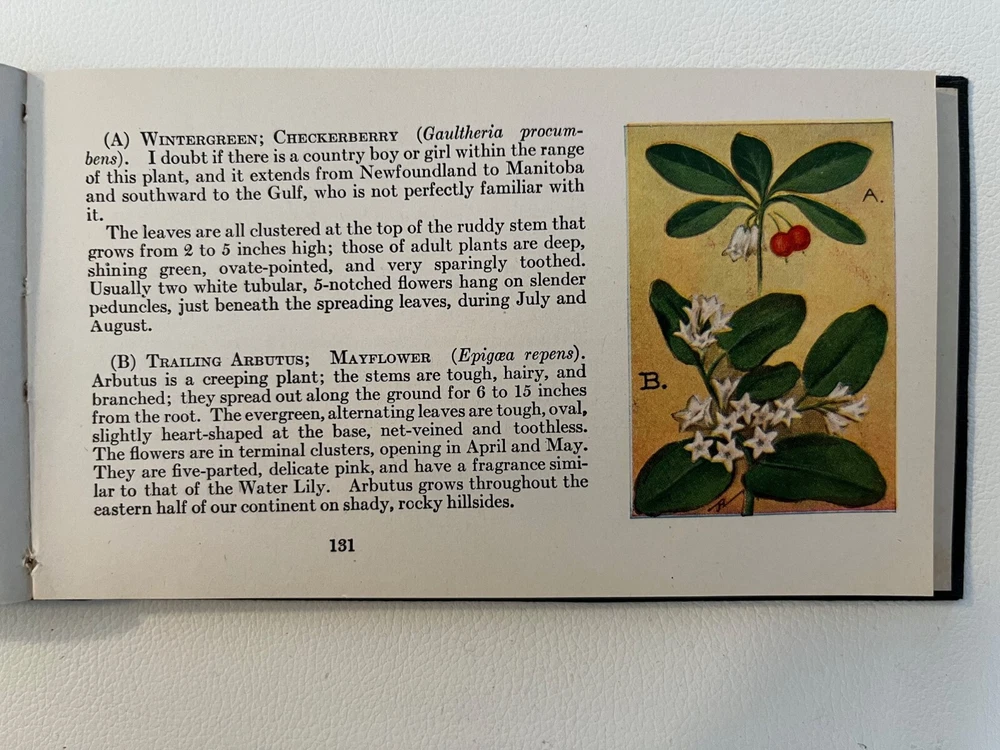 (A) WINTERGREEN; CHECKERBERRY (Gaultheria procum-
bens). I doubt if there is a country boy or girl within the range
of this plant, and it extends from Newfoundland to Manitoba
and southward to the Gulf, who is not perfectly familiar with
it.
The leaves are all clustered at the top of the ruddy stem that
grows from 2 to 5 inches high; those of adult plants are deep,
shining green, ovate-pointed, and very sparingly toothed.
Usually two white tubular, 5-notched flowers hang on slender
peduncles, just beneath the spreading leaves, during July and
August.
(B) TRAILING ARBUTUS; MAYFLOWER (Epigœa repens).
Arbutus is a creeping plant; the stems are tough, hairy, and
branched; they spread out along the ground for 6 to 15 inches
from the root. The evergreen, alternating leaves are tough, oval,
slightly heart-shaped at the base, net-veined and toothless.
The flowers are in terminal clusters, opening in April and May.
They are five-parted, delicate pink, and have a fragrance simi-
lar to that of the Water Lily. Arbutus grows throughout the
eastern half of our continent on shady, rocky hillsides.
131
A.
B.